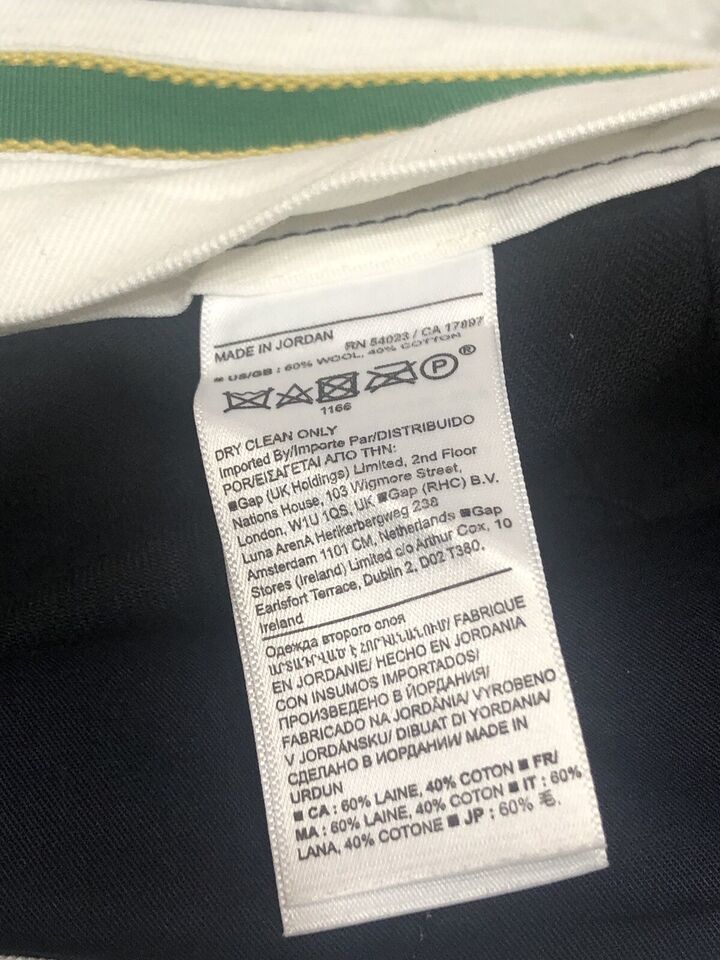 MADE IN JORDAN RN 54023 / CA 17897
■ US/GB : 60% WOOL, 40% COTTON
P ®
1166
DRY CLEAN ONLY
Imported By/Importe Par/DISTRIBUIDO
POR/ΕΙΣΑΓΕΤΑΙ ΑΠΟ ΤΗΝ:
■Gap (UK Holdings) Limited, 2nd Floor
Nations House, 103 Wigmore Street,
London, W1U 1QS, UK ■Gap (RHC) B.V.
Luna ArenA Herikerbergweg 238
Amsterdam 1101 CM, Netherlands ■Gap
Stores (Ireland) Limited c/o Arthur Cox, 10
Earlsfort Terrace, Dublin 2, D02 T380,
Ireland
Одежда второго слоя
ԱՐՏԱԴՐՎԱԾ Է ՀՈՐԴԱՆԱՆՈՒՄ/ FABRIQUE
EN JORDANIE/ HECHO EN JORDANIA
CON INSUMOS IMPORTADOS/
ПРОИЗВЕДЕНО В ЙОРДАНИЯ/
FABRICADO NA JORDÂNIA/ VYROBENO
V JORDÁNSKU/ DIBUAT DI YORDANIA/
СДЕЛАНО В ИОРДАНИИ/ MADE IN
URDUN
■ CA : 60% LAINE, 40% COTON ■ FR/
MA : 60% LAINE, 40% COTON ■ IT : 60%
LANA, 40% COTONE ■ JP : 60% 毛.